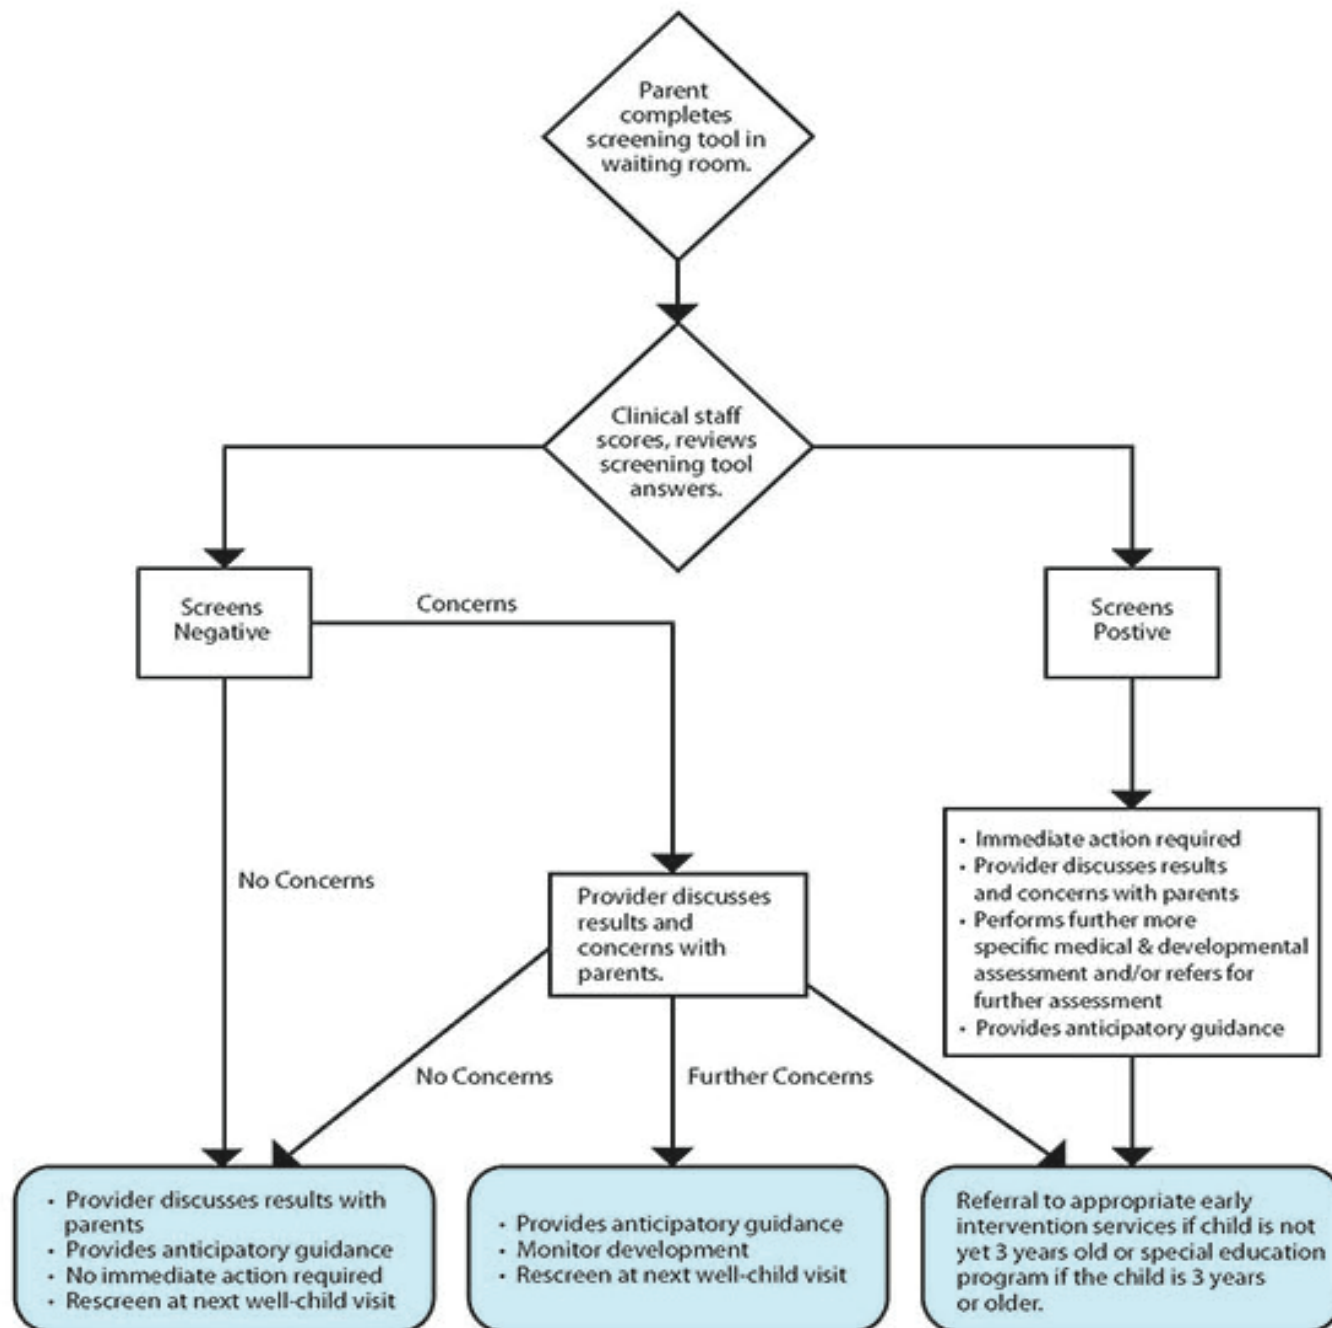 Parent
completes
screening tool in
waiting room.
Clinical staff
scores, reviews
screening tool
answers.
Screens
Negative
Concerns
Screens
Postive
No Concerns
Provider discusses
results and
concerns with
parents.
• Immediate action required
• Provider discusses results
and concerns with parents
• Performs further more
specific medical & developmental
assessment and/or refers for
further assessment
• Provides anticipatory guidance
No Concerns
Further Concerns
• Provider discusses results with
parents
• Provides anticipatory guidance
• No immediate action required
• Rescreen at next well-child visit
• Provides anticipatory guidance
• Monitor development
• Rescreen at next well-child visit
Referral to appropriate early
intervention services if child is not
yet 3 years old or special education
program if the child is 3 years
or older.